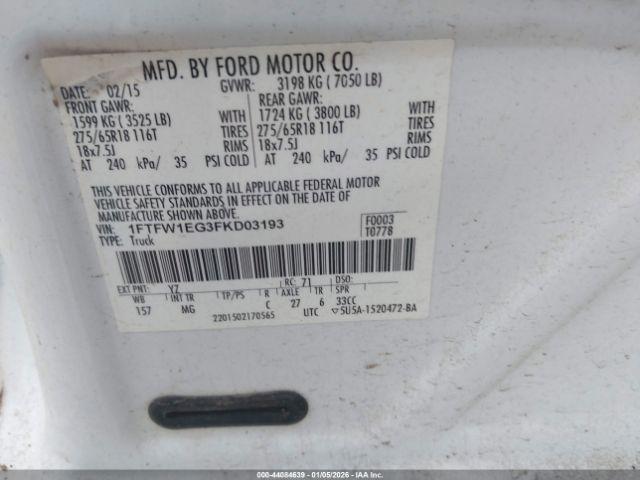 MFD. BY FORD MOTOR CO.
DATE: 02/15 GVWR: 3198 KG ( 7050 LB)
FRONT GAWR: REAR GAWR:
1599 KG ( 3525 LB) WITH 1724 KG ( 3800 LB) WITH
275/65R18 116T TIRES 275/65R18 116T TIRES
18x7.5J RIMS 18x7.5J RIMS
AT 240 kPa/ 35 PSI COLD AT 240 kPa/ 35 PSI COLD
THIS VEHICLE CONFORMS TO ALL APPLICABLE FEDERAL MOTOR
VEHICLE SAFETY STANDARDS IN EFFECT ON THE DATE OF
MANUFACTURE SHOWN ABOVE.
VIN: 1FTFW1EG3FKD03193 F0003
TYPE: Truck T0778
EXT PNT: YZ RC: 71 DSO:
WB INT TR TP/PS R AXLE TR SPR
157 MG C 27 6 33CC
2201502170565 UTC ▽5U5A-1520472-BA
000-44084639 - 01/05/2026 - IAAI.COM